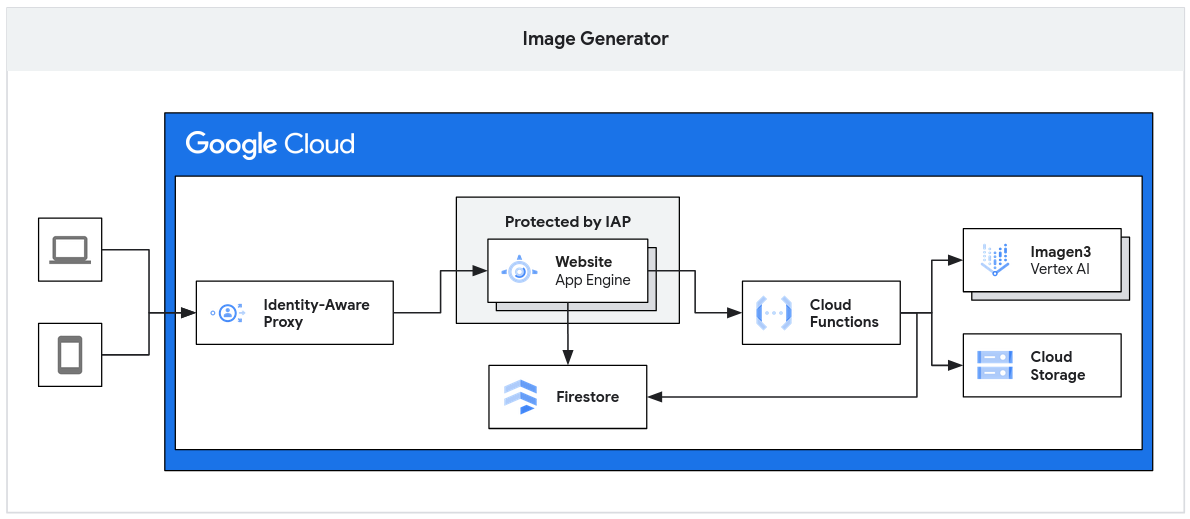 Image Generator
Google Cloud
Protected by IAP
Website
App Engine
Identity-Aware
Proxy
Cloud
Functions
Imagen3
Vertex AI
Cloud
Storage
Firestore